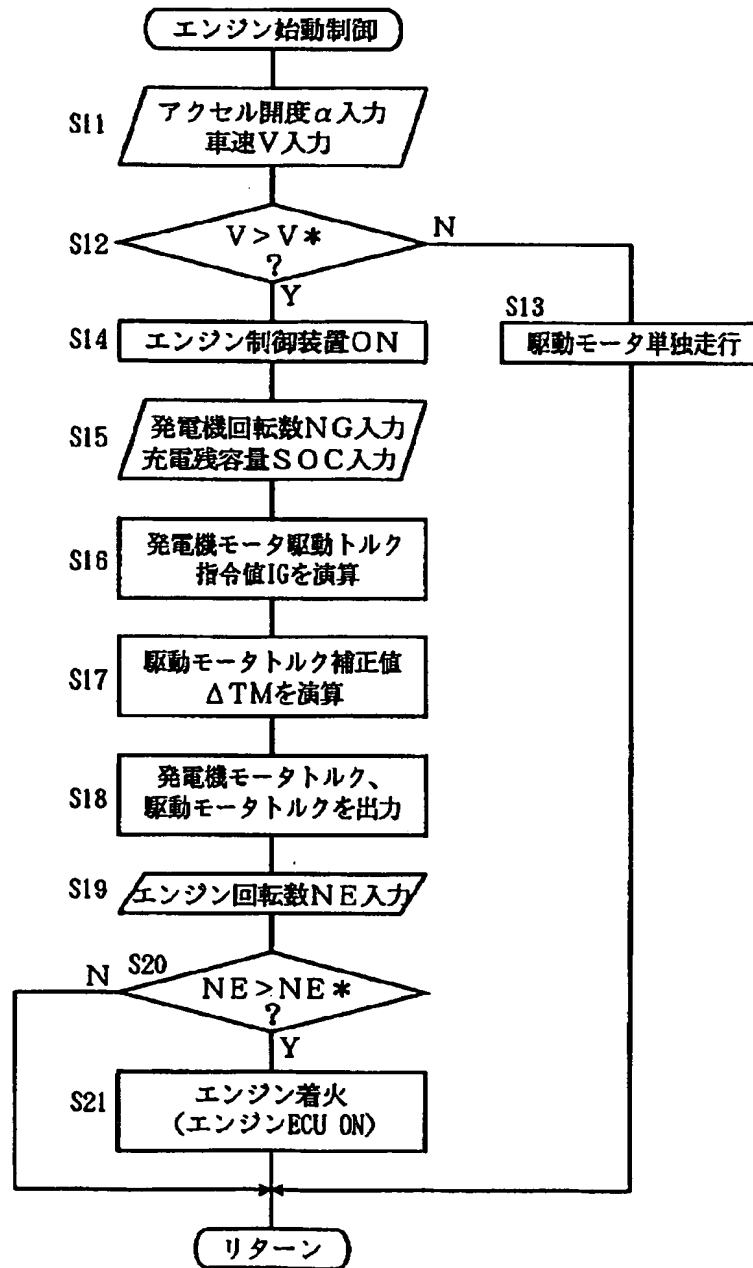 エンジン始動制御
S11
アクセル開度α入力
車速V入力
S12
V>V*
?
N
Y
S13
駆動モータ単独走行
S14
エンジン制御装置ON
S15
発電機回転数NG入力
充電残容量SOC入力
S16
発電機モータ駆動トルク
指令値IGを演算
S17
駆動モータトルク補正値
ΔTMを演算
S18
発電機モータトルク、
駆動モータトルクを出力
S19
エンジン回転数NE入力
S20
N
NE>NE*
?
Y
S21
エンジン着火
(エンジンECU ON)
リターン